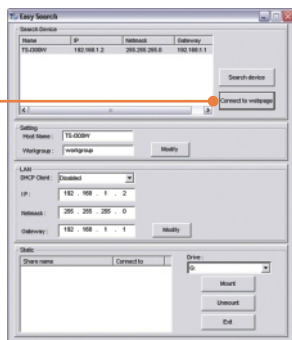 Easy Search
Search Device
Name IP Netmask Gateway
TS-I300W 192.168.1.2 255.255.255.0 192.168.1.1
Search device
Connect to webpage
Setting
Host Name : TS-I300W
Workgroup : workgroup
Modify
LAN
DHCP Client : Disabled
IP : 192 . 168 . 1 . 2
Netmask : 255 . 255 . 255 . 0
Gateway : 192 . 168 . 1 . 1
Modify
Static
Share name Connect to
Drive :
G:
Mount
Unmount
Exit